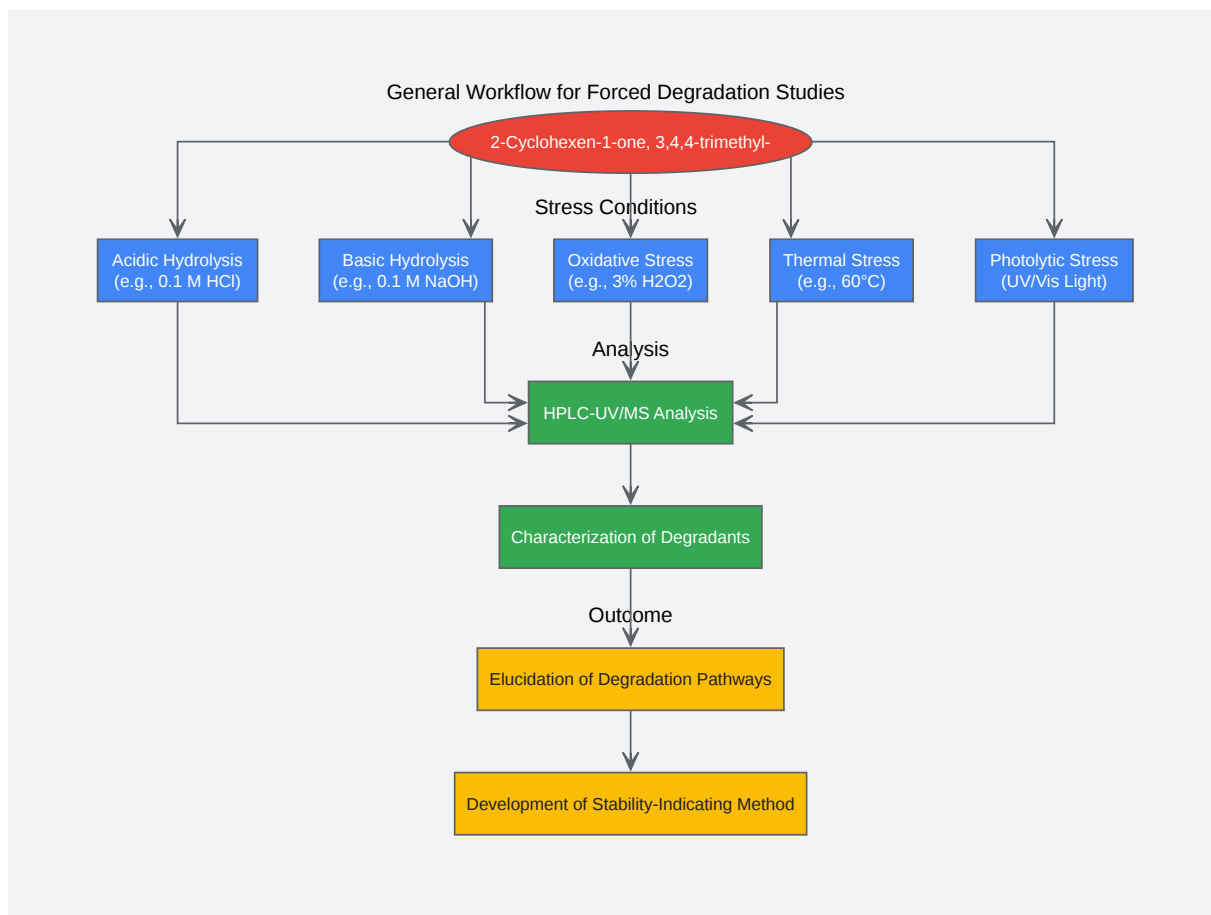 General Workflow for Forced Degradation Studies
2-Cyclohexen-1-one, 3,4,4-trimethyl-
Stress Conditions
Acidic Hydrolysis
(e.g., 0.1 M HCl)
Basic Hydrolysis
(e.g., 0.1 M NaOH)
Oxidative Stress
(e.g., 3% H2O2)
Thermal Stress
(e.g., 60°C)
Photolytic Stress
(UV/Vis Light)
Analysis
HPLC-UV/MS Analysis
Characterization of Degradants
Outcome
Elucidation of Degradation Pathways
Development of Stability-Indicating Method